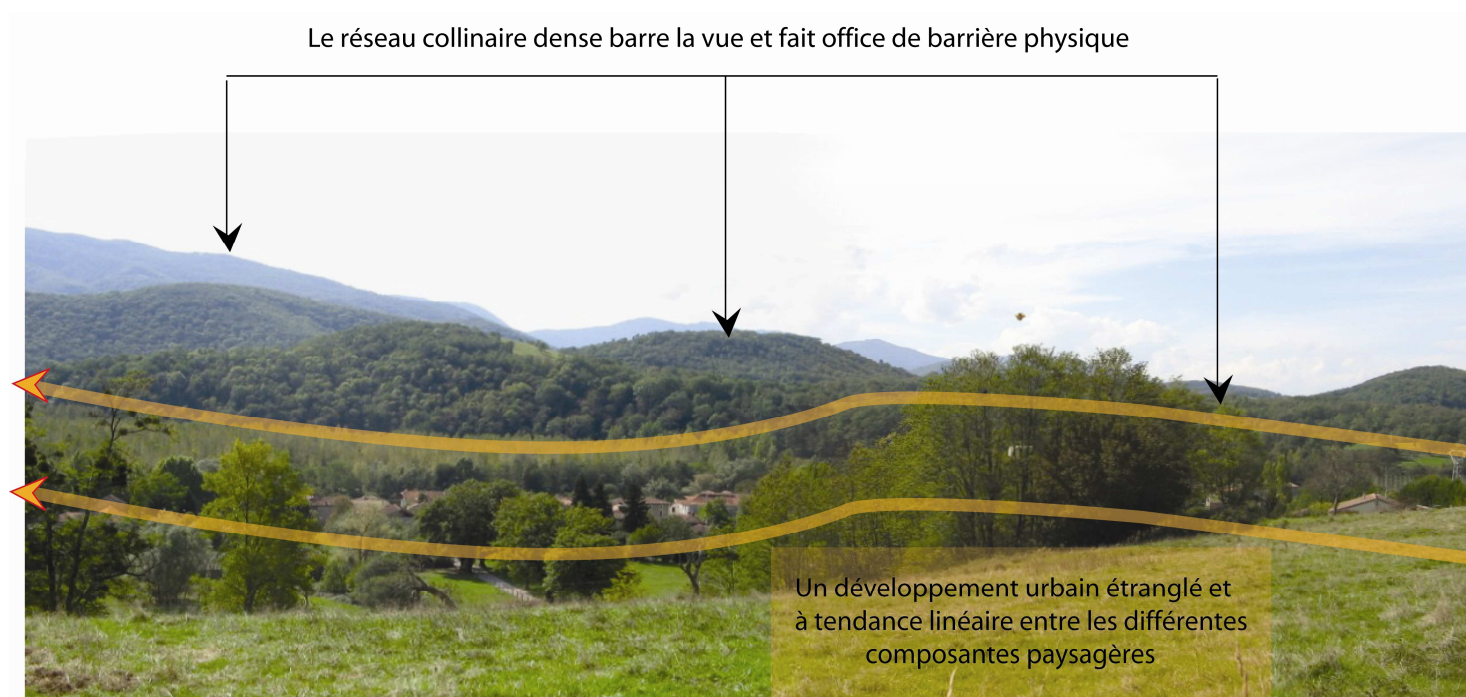 Le réseau collinaire dense barre la vue et fait office de barrière physique
Un développement urbain étranglé et
à tendance linéaire entre les différentes
composantes paysagères